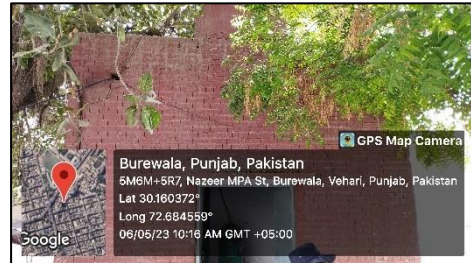 GPS Map Camera
Burewala, Punjab, Pakistan
5M6M+5R7, Nazeer MPA St, Burewala, Vehari, Punjab, Pakistan
Lat 30.160372°
Long 72.684559°
06/05/23 10:16 AM GMT +05:00
Google